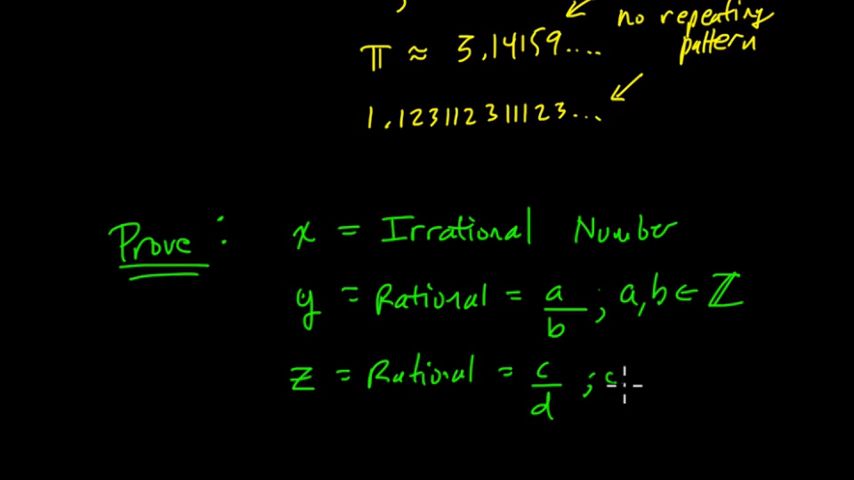 no repeating
pattern
π ≈ 3.14159....
1.123112311123...
Prove: x = Irrational Number
y = Rational = a/b ; a, b ∈ ℤ
z = Rational = c/d ; c